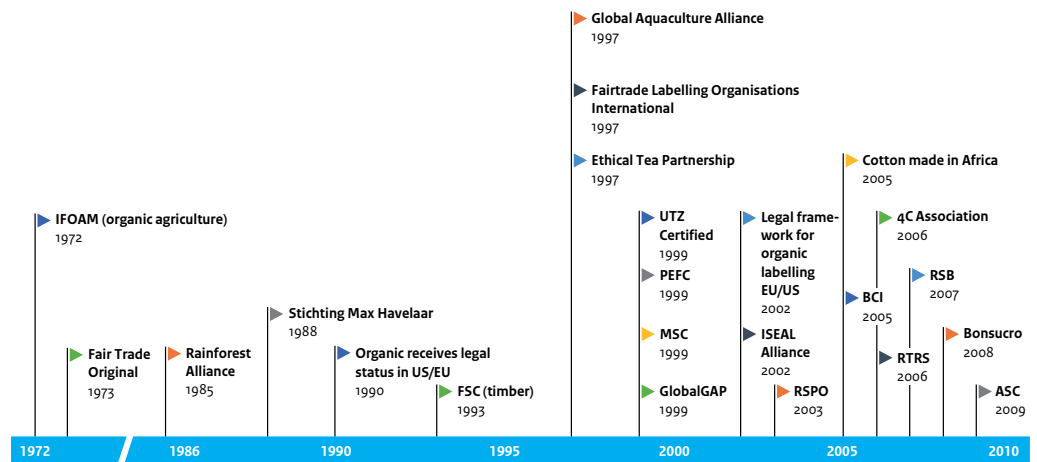 Global Aquaculture Alliance
1997
Fairtrade Labelling Organisations
International
1997
Ethical Tea Partnership
1997
Cotton made in Africa
2005
IFOAM (organic agriculture)
1972
UTZ
Certified
1999
Legal frame-
work for
organic
labelling
EU/US
2002
4C Association
2006
PEFC
1999
RSB
2007
BCI
2005
Stichting Max Havelaar
1988
MSC
1999
ISEAL
Alliance
2002
Bonsucro
2008
Fair Trade
Original
1973
Rainforest
Alliance
1985
Organic receives legal
status in US/EU
1990
RTRS
2006
FSC (timber)
1993
GlobalGAP
1999
RSPO
2003
ASC
2009
1972
1986
1990
1995
2000
2005
2010